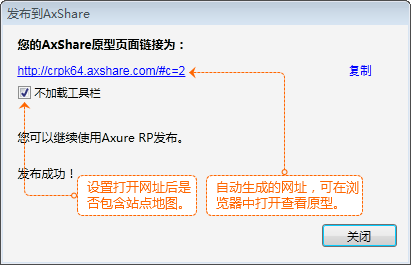 发布到AxShare
您的AxShare原型页面链接为：
http://crpk64.axshare.com/#c=2
复制
不加载工具栏
您可以继续使用Axure RP发布。
发布成功！
设置打开网址后是
否包含站点地图。
自动生成的网址，可在浏
览器中打开查看原型。
关闭